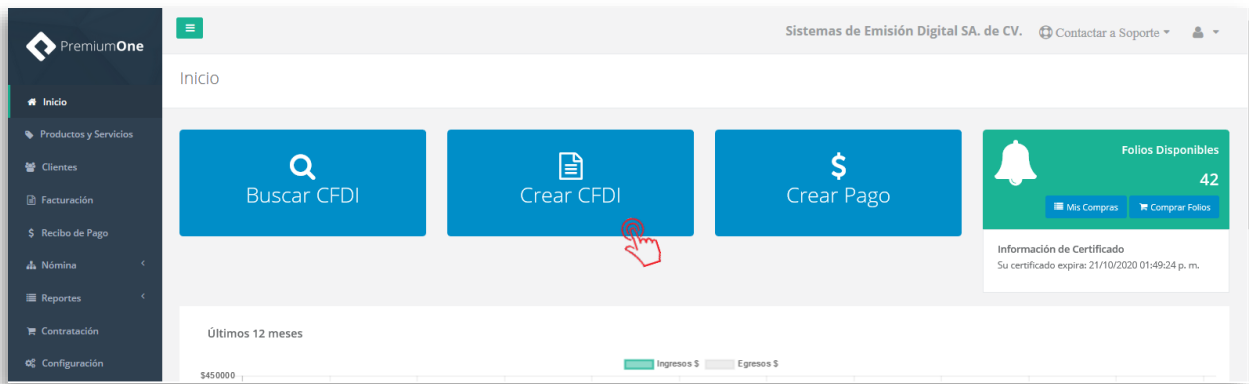 PremiumOne
Sistemas de Emisión Digital SA. de CV.
Contactar a Soporte
Inicio
Inicio
Productos y Servicios
Clientes
Facturación
Recibo de Pago
Nómina
Reportes
Contratación
Configuración
Buscar CFDI
Crear CFDI
$
Crear Pago
Folios Disponibles
42
Mis Compras
Comprar Folios
Información de Certificado
Su certificado expira: 21/10/2020 01:49:24 p. m.
Últimos 12 meses
Ingresos $ Egresos $
$450000